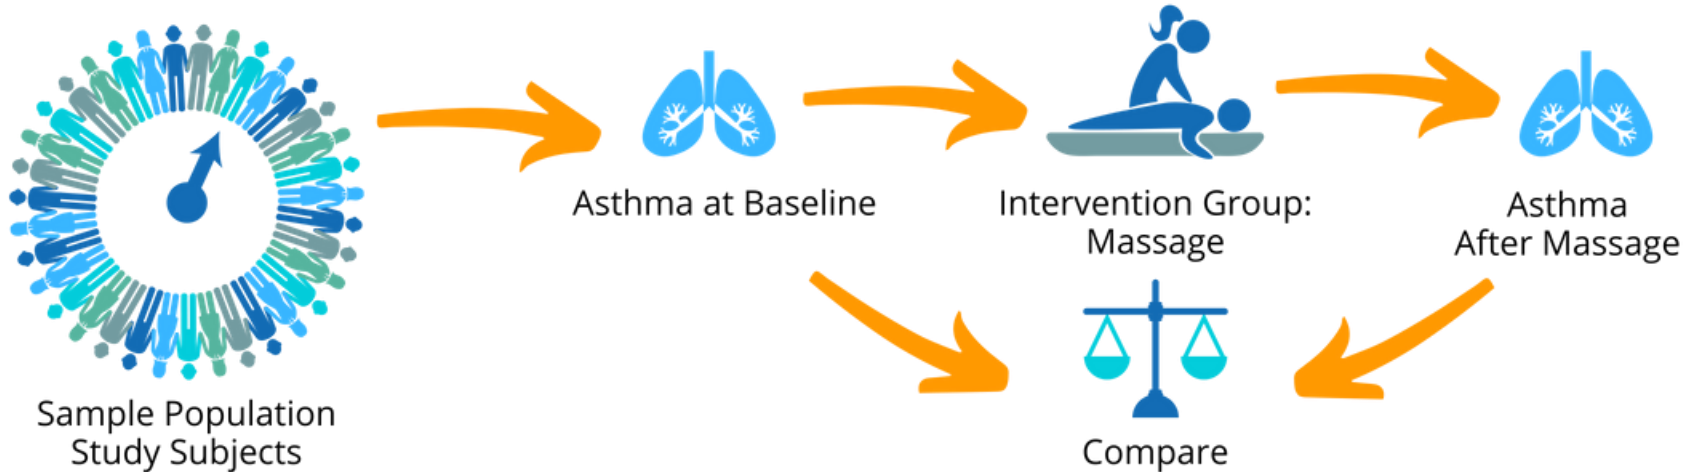 Sample Population
Study Subjects
Asthma at Baseline
Intervention Group:
Massage
Asthma
After Massage
Compare